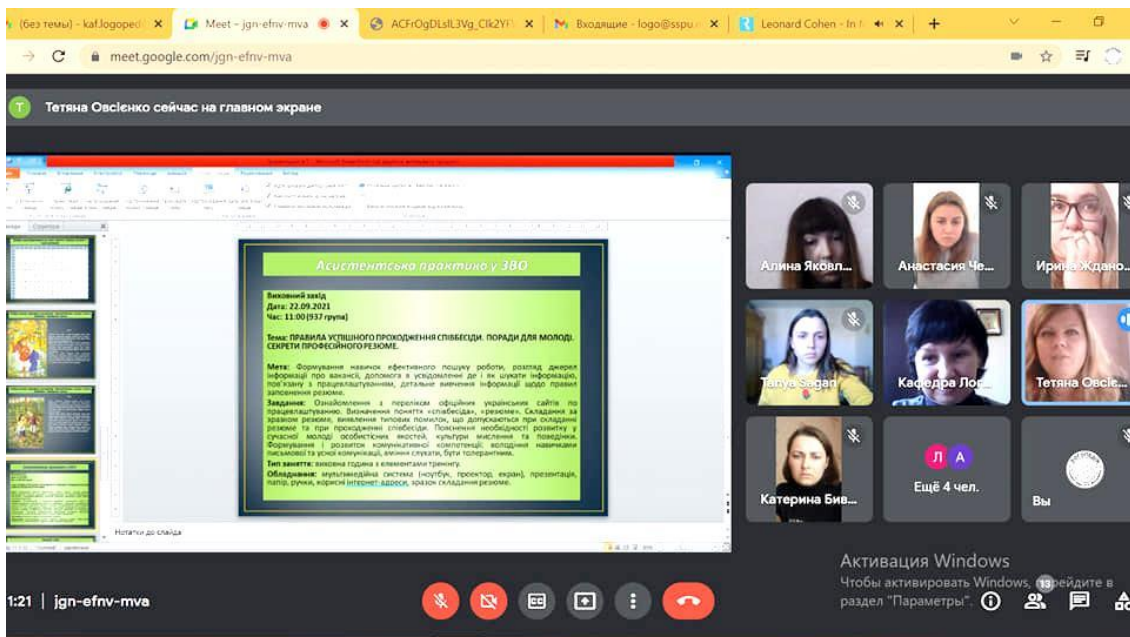 (без темы) - kaf.logoped
Meet – jgn-efnv-mva
ACFrOgDLsIL3Vg_Clk2YF
Входящие - logo@sspu.
Leonard Cohen - In
meet.google.com/jgn-efnv-mva
Т
Тетяна Овсієнко сейчас на главном экране
Асистентська практика у ЗВО
Виховний захід
Дата: 22.09.2021
Час: 11:00 (937 група)
Тема: ПРАВИЛА УСПІШНОГО ПРОХОДЖЕННЯ СПІВБЕСІДИ. ПОРАДИ ДЛЯ МОЛОДІ.
СЕКРЕТИ ПРОФЕСІЙНОГО РЕЗЮМЕ.
Мета: Формування навичок ефективного пошуку роботи, розгляд джерел
інформації про вакансії, допомога в усвідомленні де і як шукати інформацію,
пов'язану з працевлаштуванням, детальне вивчення інформації щодо правил
заповнення резюме.
Завдання: Ознайомлення з переліком офіційних українських сайтів по
працевлаштуванню. Визначення поняття «співбесіда», «резюме». Складання за
зразком резюме, виявлення типових помилок, що допускаються при складанні
резюме та при проходженні співбесіди. Пояснення необхідності розвитку у
сучасної молоді особистісних якостей, культури мислення та поведінки.
Формування і розвиток комунікативної компетенції, володіння навичками
письмової та усної комунікації, вміння слухати, бути толерантним.
Тип заняття: виховна година з елементами тренінгу.
Обладнання: мультимедійна система (ноутбук, проектор, екран), презентація,
папір, ручки, корисні інтернет-адреси, зразок складання резюме.
Нотатки до слайда
Алина Яковл...
Анастасия Че...
Ирина Ждано...
Tanya Sagan
Кафедра Лог...
Тетяна Овсіє...
Катерина Бив...
Л А
Ещё 4 чел.
Вы
Активация Windows
Чтобы активировать Windows, перейдите в
раздел "Параметры".
13
1:21 | jgn-efnv-mva